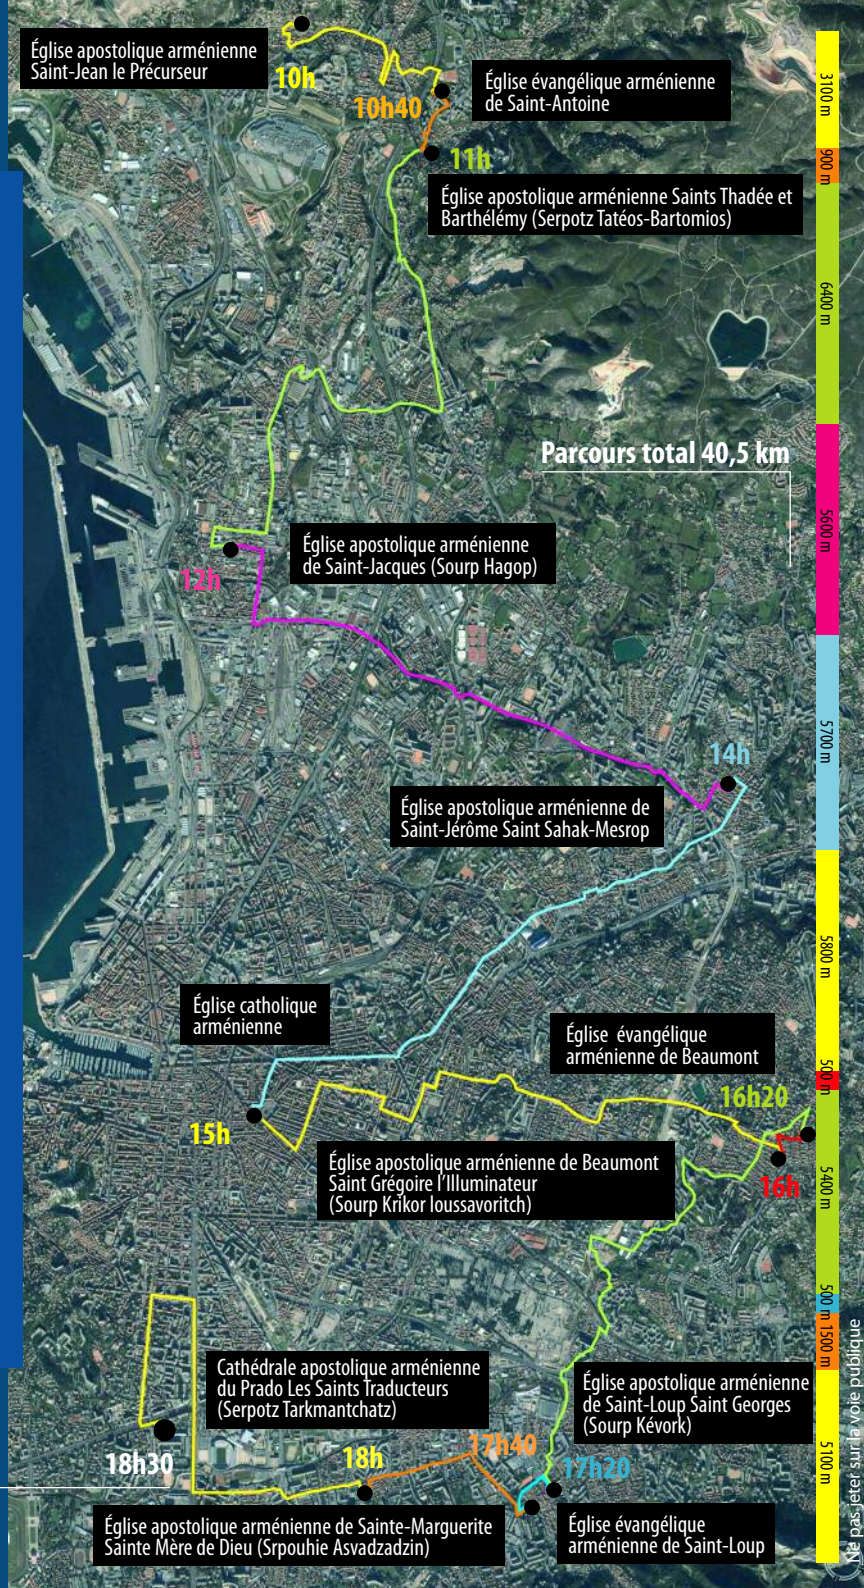 Église apostolique arménienne
Saint-Jean le Précurseur
10h
10h40
Église évangélique arménienne
de Saint-Antoine
11h
Église apostolique arménienne Saints Thadée et
Barthélémy (Serpotz Tatéos-Bartomios)
Parcours total 40,5 km
Église apostolique arménienne
de Saint-Jacques (Sourp Hagop)
12h
14h
Église apostolique arménienne de
Saint-Jérôme Saint Sahak-Mesrop
Église catholique
arménienne
15h
Église évangélique
arménienne de Beaumont
16h20
16h
Église apostolique arménienne de Beaumont
Saint Grégoire l'Illuminateur
(Sourp Krikor Ioussavoritch)
Cathédrale apostolique arménienne
du Prado Les Saints Traducteurs
(Serpotz Tarkmantchatz)
18h30
Église apostolique arménienne
de Saint-Loup Saint Georges
(Sourp Kévork)
18h
17h40
17h20
Église apostolique arménienne de Sainte-Marguerite
Sainte Mère de Dieu (Srpouhie Asvadzadzin)
Église évangélique
arménienne de Saint-Loup
3100 m
900 m
6400 m
5600 m
5700 m
5800 m
500 m
5400 m
500 m
1500 m
5100 m
Ne pas jeter sur la voie publique